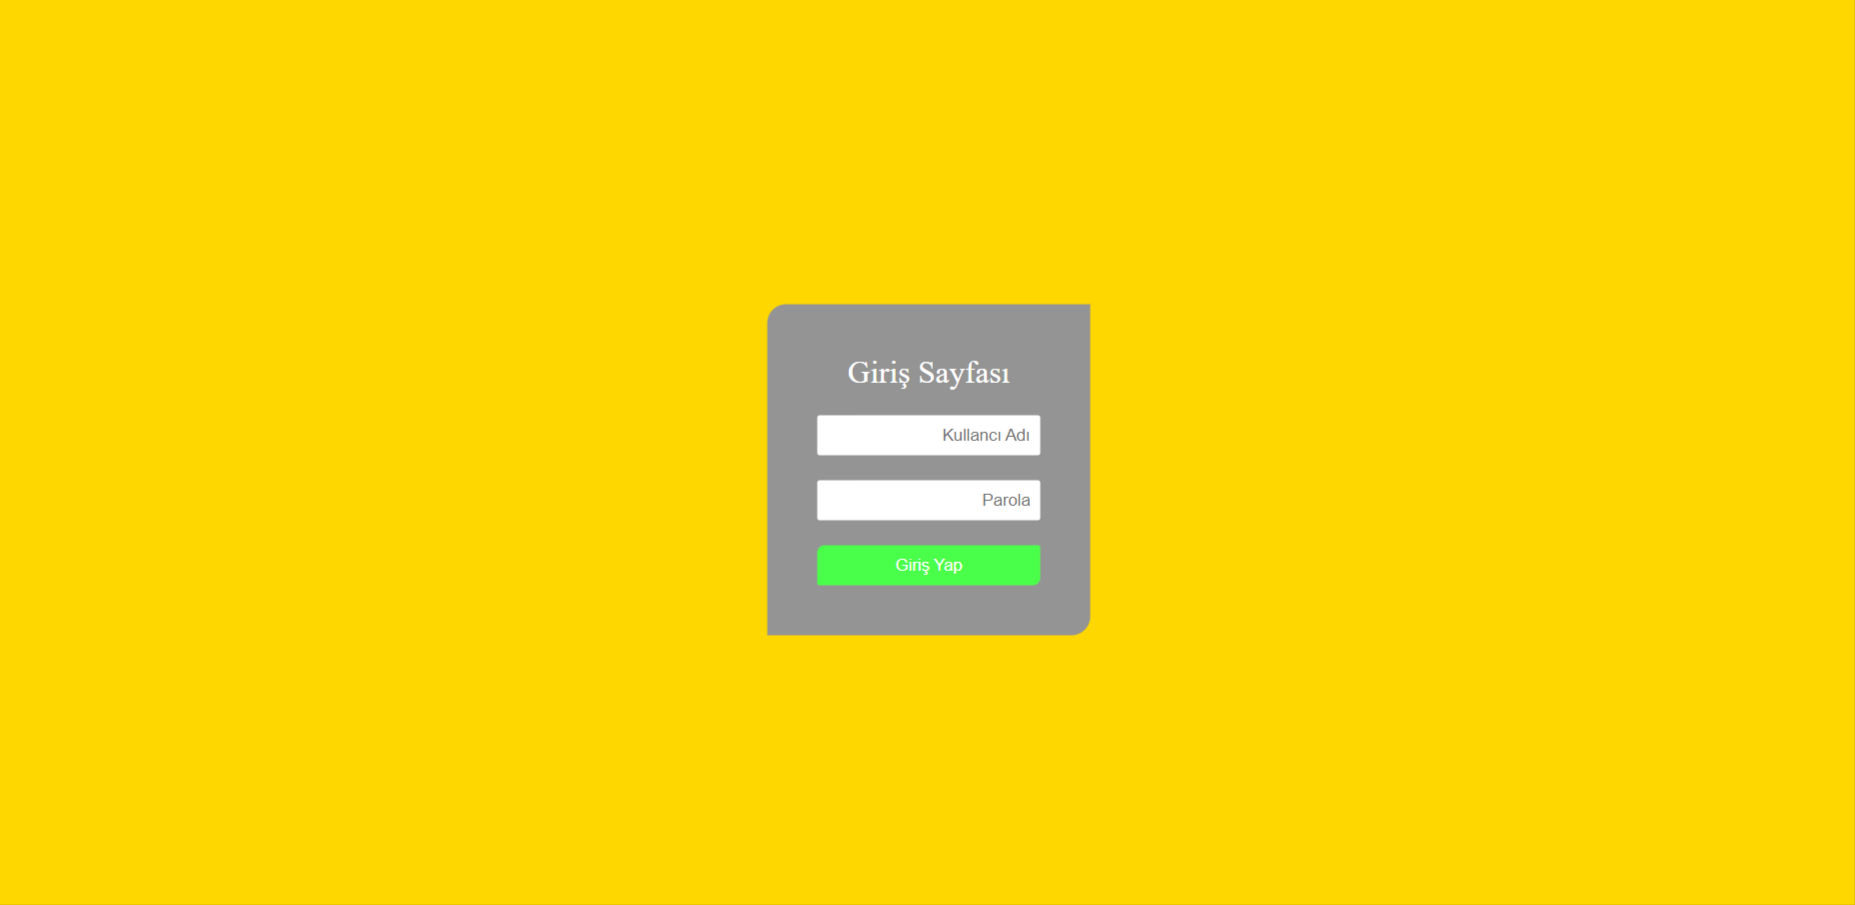 Giriş Sayfası
Kullancı Adı
Parola
Giriş Yap